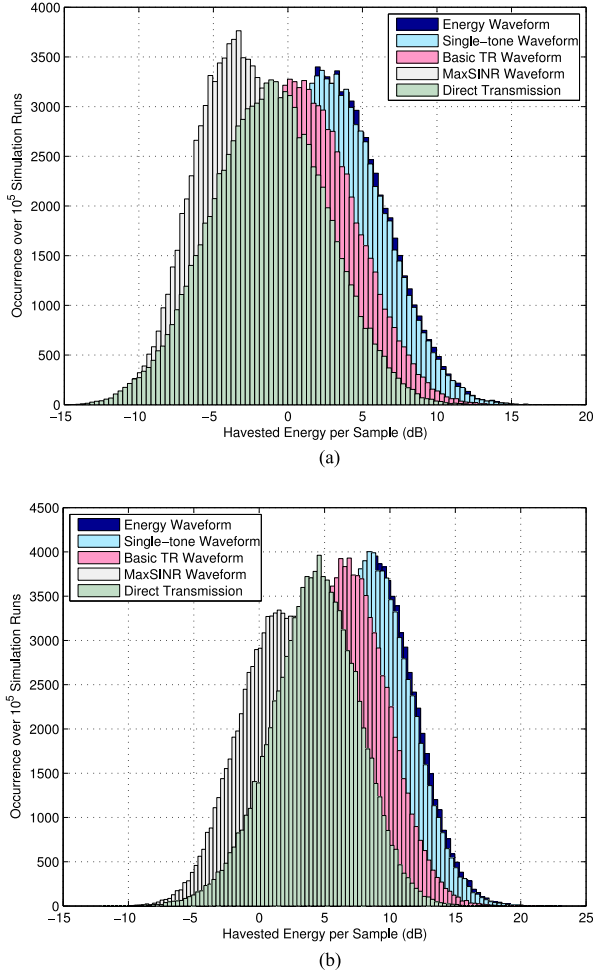 4000
3500
3000
2500
2000
1500
1000
500
0
Occurrence over 10^5 Simulation Runs
Energy Waveform
Single-tone Waveform
Basic TR Waveform
MaxSINR Waveform
Direct Transmission
−15 −10 −5 0 5 10 15 20
Havested Energy per Sample (dB)
(a)
4500
4000
3500
3000
2500
2000
1500
1000
500
0
Occurrence over 10^5 Simulation Runs
Energy Waveform
Single-tone Waveform
Basic TR Waveform
MaxSINR Waveform
Direct Transmission
−15 −10 −5 0 5 10 15 20 25
Havested Energy per Sample (dB)
(b)